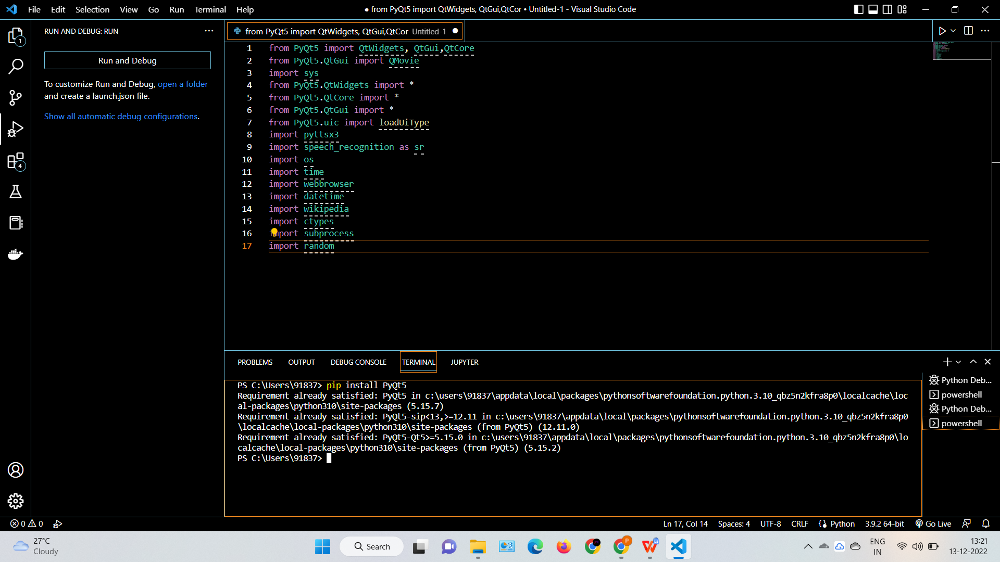 File Edit Selection View Go Run Terminal Help
● from PyQt5 import QtWidgets, QtGui,QtCor • Untitled-1 - Visual Studio Code
RUN AND DEBUG: RUN
Run and Debug
To customize Run and Debug, open a folder
and create a launch.json file.
Show all automatic debug configurations.
1
4
from PyQt5 import QtWidgets, QtGui,QtCor Untitled-1
1 from PyQt5 import QtWidgets, QtGui,QtCore
2 from PyQt5.QtGui import QMovie
3 import sys
4 from PyQt5.QtWidgets import *
5 from PyQt5.QtCore import *
6 from PyQt5.QtGui import *
7 from PyQt5.uic import loadUiType
8 import pyttsx3
9 import speech_recognition as sr
10 import os
11 import time
12 import webbrowser
13 import datetime
14 import wikipedia
15 import ctypes
16 import subprocess
17 import random
PROBLEMS OUTPUT DEBUG CONSOLE TERMINAL JUPYTER
PS C:\Users\91837> pip install PyQt5
Requirement already satisfied: PyQt5 in c:\users\91837\appdata\local\packages\pythonsoftwarefoundation.python.3.10_qbz5n2kfra8p0\localcache\loc
al-packages\python310\site-packages (5.15.7)
Requirement already satisfied: PyQt5-sip<13,>=12.11 in c:\users\91837\appdata\local\packages\pythonsoftwarefoundation.python.3.10_qbz5n2kfra8p0
\localcache\local-packages\python310\site-packages (from PyQt5) (12.11.0)
Requirement already satisfied: PyQt5-Qt5>=5.15.0 in c:\users\91837\appdata\local\packages\pythonsoftwarefoundation.python.3.10_qbz5n2kfra8p0\lo
calcache\local-packages\python310\site-packages (from PyQt5) (5.15.2)
PS C:\Users\91837>
Python Deb...
powershell
Python Deb...
powershell
0 0
Ln 17, Col 14 Spaces: 4 UTF-8 CRLF Python 3.9.2 64-bit Go Live
27°C
Cloudy
Search
P
ENG
IN
13:21
13-12-2022